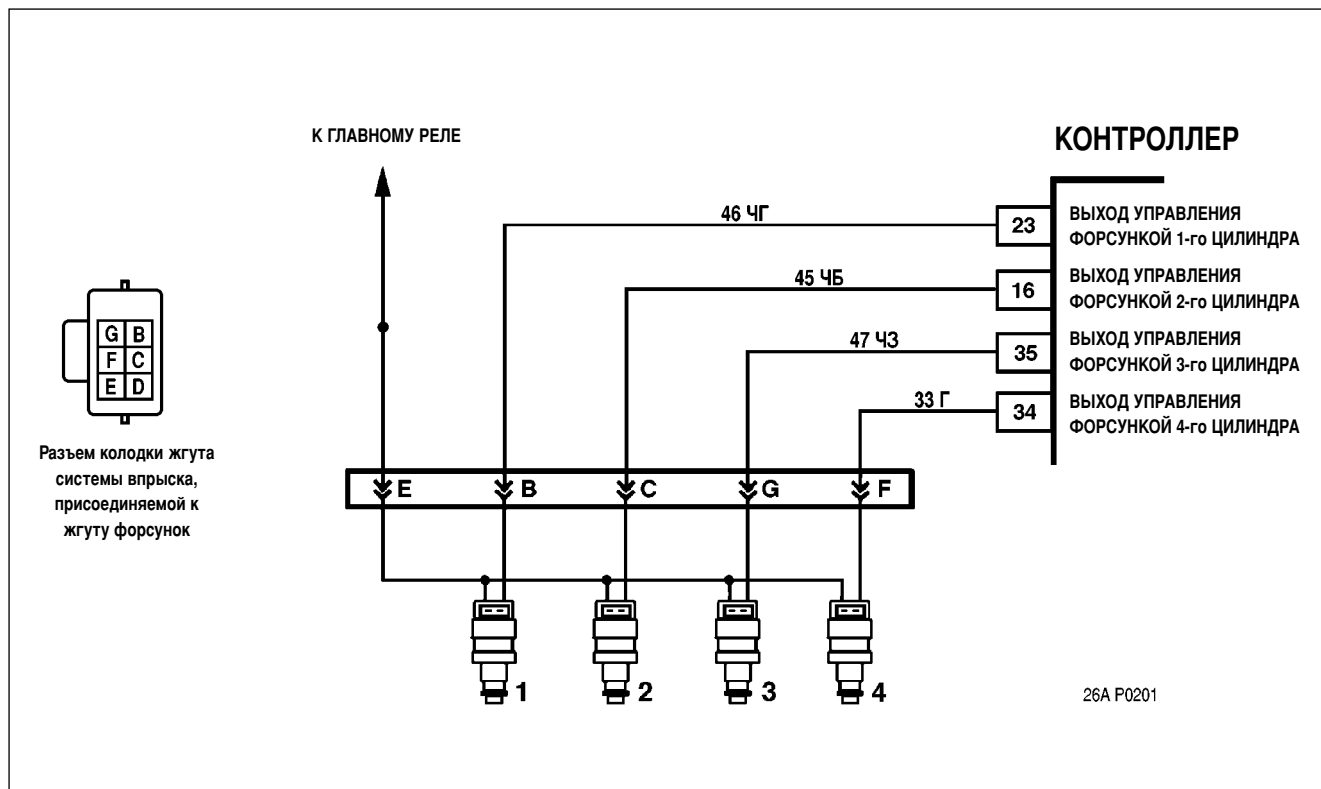 К ГЛАВНОМУ РЕЛЕ
КОНТРОЛЛЕР
46 ЧГ
23
ВЫХОД УПРАВЛЕНИЯ
ФОРСУНКОЙ 1-го ЦИЛИНДРА
45 ЧБ
16
ВЫХОД УПРАВЛЕНИЯ
ФОРСУНКОЙ 2-го ЦИЛИНДРА
47 ЧЗ
35
ВЫХОД УПРАВЛЕНИЯ
ФОРСУНКОЙ 3-го ЦИЛИНДРА
33 Г
34
ВЫХОД УПРАВЛЕНИЯ
ФОРСУНКОЙ 4-го ЦИЛИНДРА
G B
F C
E D
Разъем колодки жгута
системы впрыска,
присоединяемой к
жгуту форсунок
E B C G F
1 2 3 4
26А Р0201